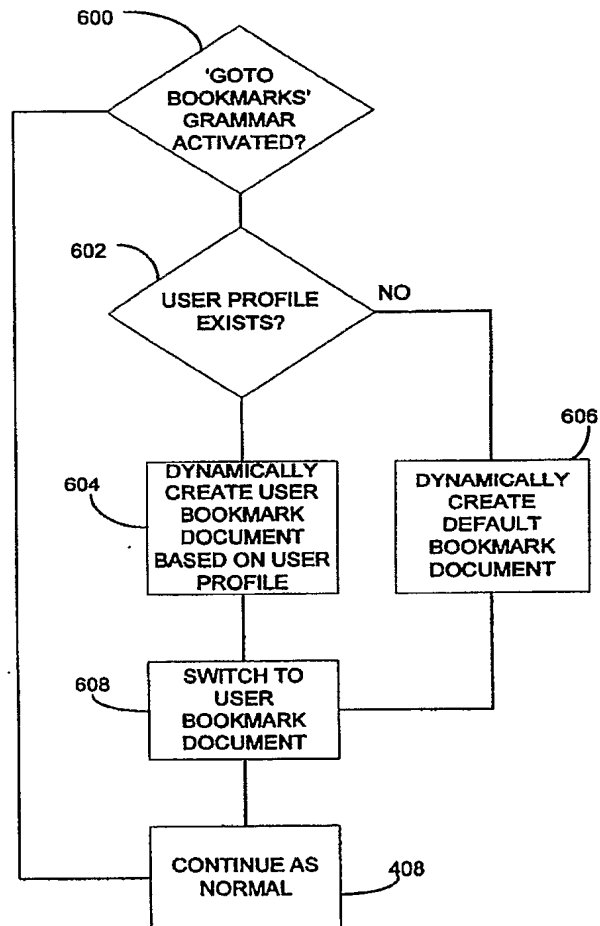 600
'GOTO
BOOKMARKS'
GRAMMAR
ACTIVATED?
602
USER PROFILE
EXISTS?
NO
604
DYNAMICALLY
CREATE USER
BOOKMARK
DOCUMENT
BASED ON USER
PROFILE
606
DYNAMICALLY
CREATE
DEFAULT
BOOKMARK
DOCUMENT
608
SWITCH TO
USER
BOOKMARK
DOCUMENT
CONTINUE AS
NORMAL
408